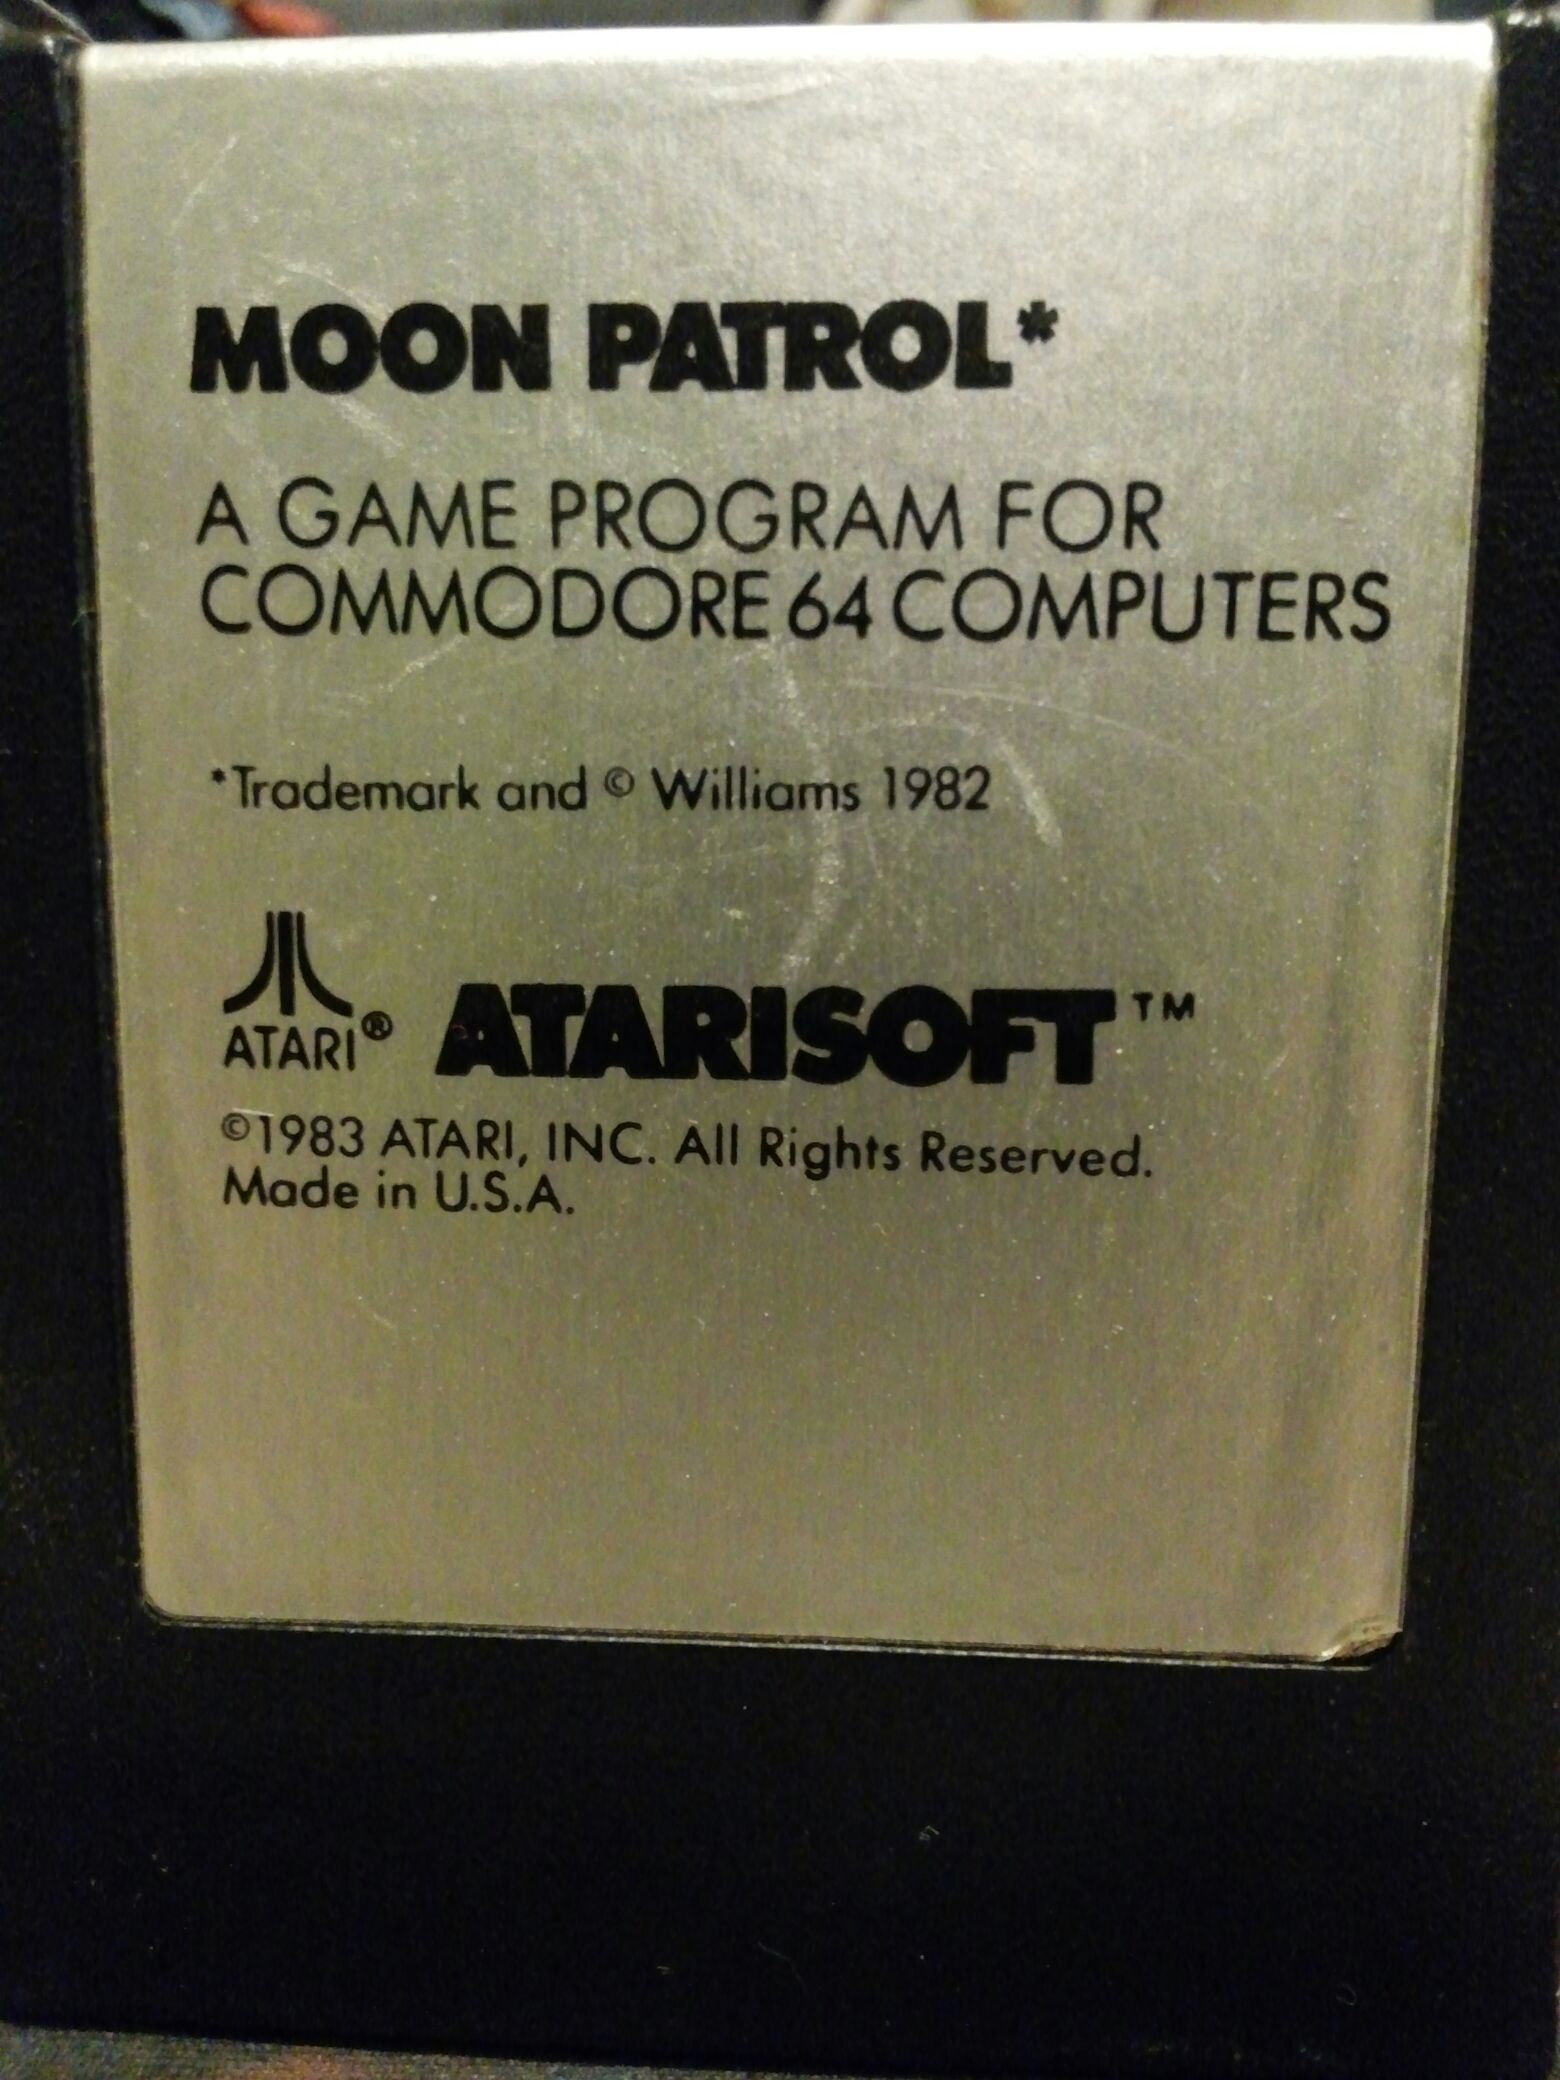 MOON PATROL*
A GAME PROGRAM FOR
COMMODORE 64 COMPUTERS
*Trademark and © Williams 1982
ATARI® ATARISOFT™
©1983 ATARI, INC. All Rights Reserved.
Made in U.S.A.